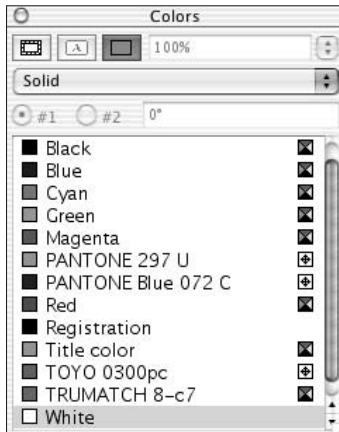 Colors
A 100%
Solid
#1 #2 0°
Black
Blue
Cyan
Green
Magenta
PANTONE 297 U
PANTONE Blue 072 C
Red
Registration
Title color
TOYO 0300pc
TRUMATCH 8-c7
White